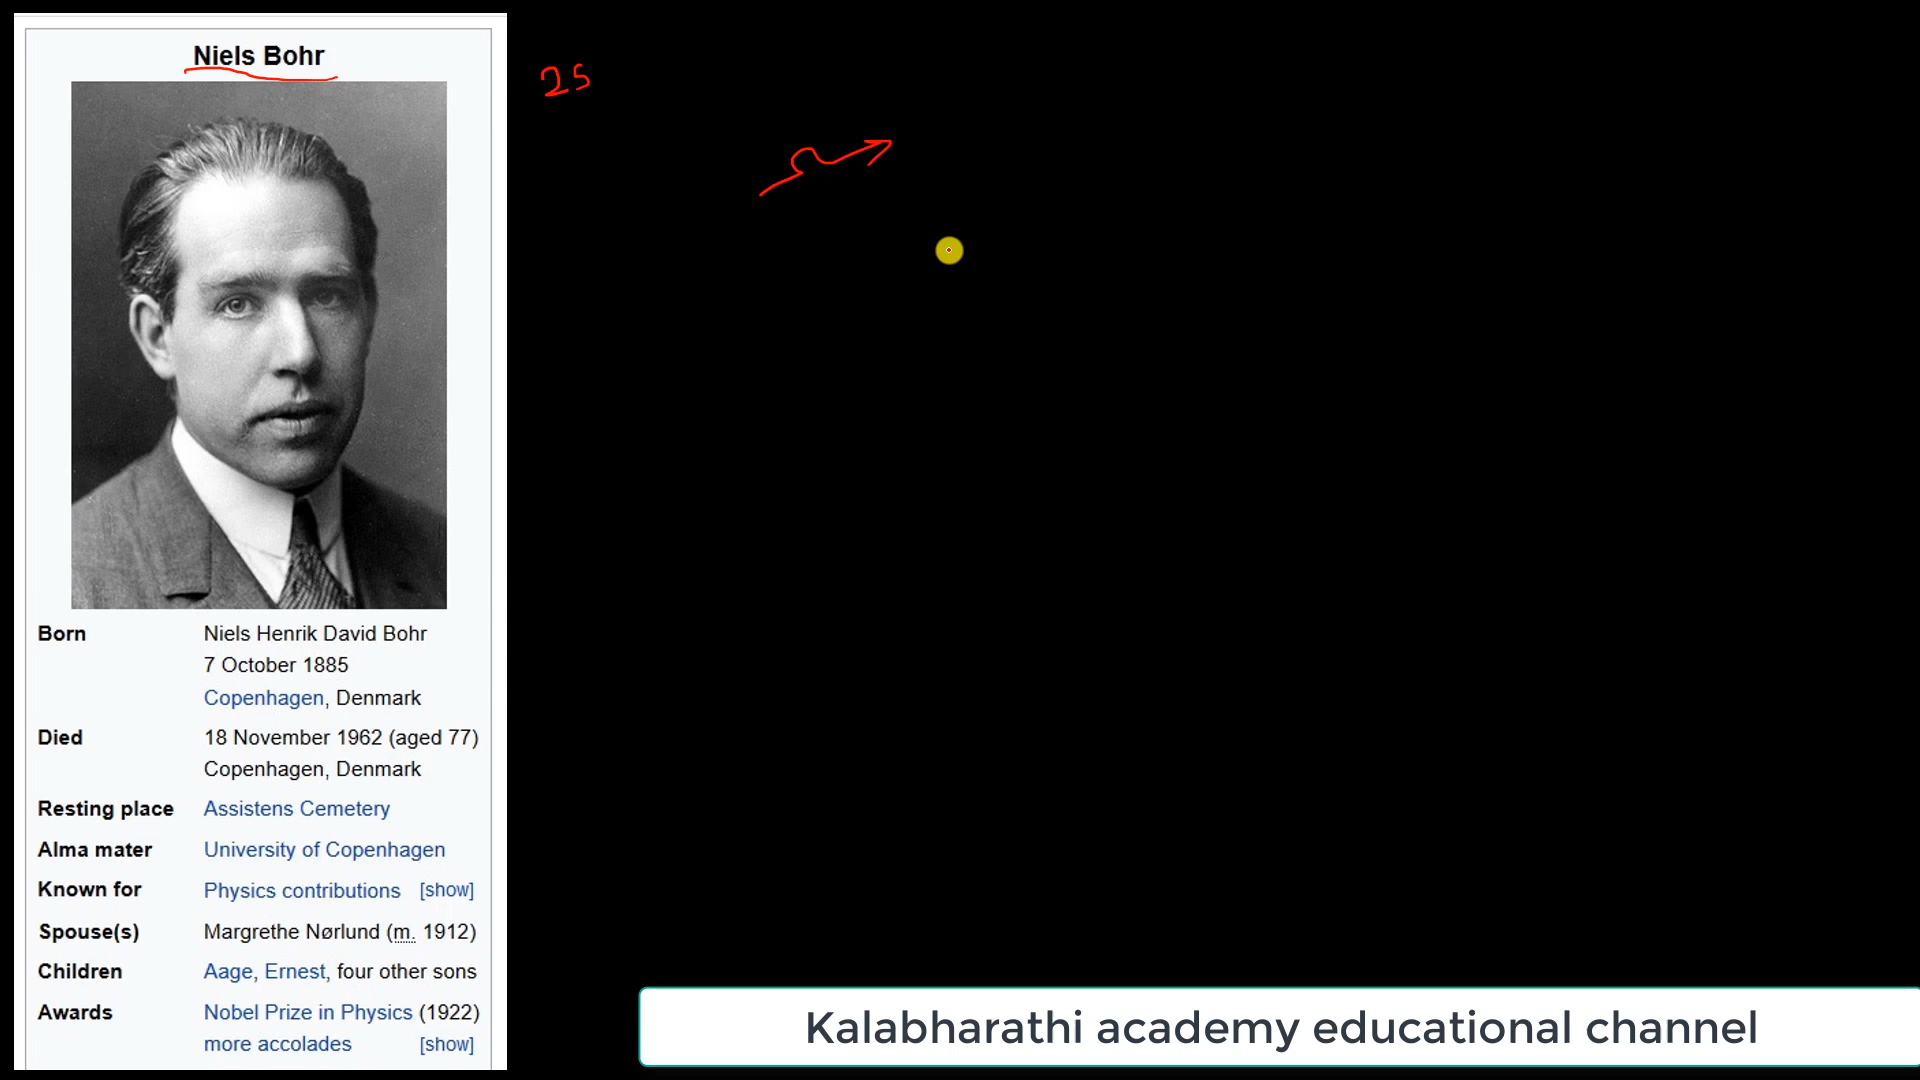 Niels Bohr
25
Born Niels Henrik David Bohr
7 October 1885
Copenhagen, Denmark
Died 18 November 1962 (aged 77)
Copenhagen, Denmark
Resting place Assistens Cemetery
Alma mater University of Copenhagen
Known for Physics contributions [show]
Spouse(s) Margrethe Nørlund (m. 1912)
Children Aage, Ernest, four other sons
Awards Nobel Prize in Physics (1922)
more accolades [show]
Kalabharathi academy educational channel